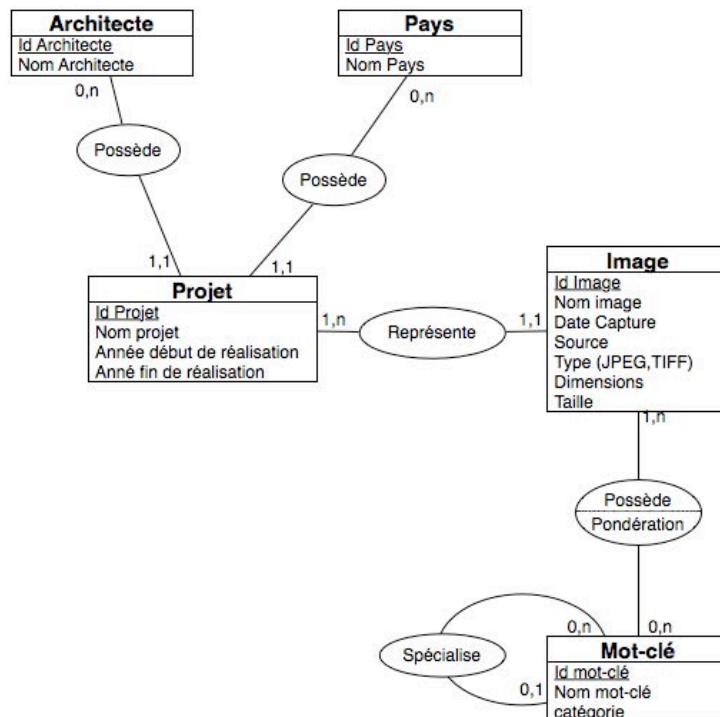 Architecte
Id Architecte
Nom Architecte
Pays
Id Pays
Nom Pays
0,n
0,n
Possède
Possède
1,1
1,1
Projet
Id Projet
Nom projet
Année début de réalisation
Anné fin de réalisation
1,n
Représente
1,1
Image
Id Image
Nom image
Date Capture
Source
Type (JPEG,TIFF)
Dimensions
Taille
1,n
Possède
Pondération
0,n
0,n
Spécialise
0,1
Mot-clé
Id mot-clé
Nom mot-clé
catégorie